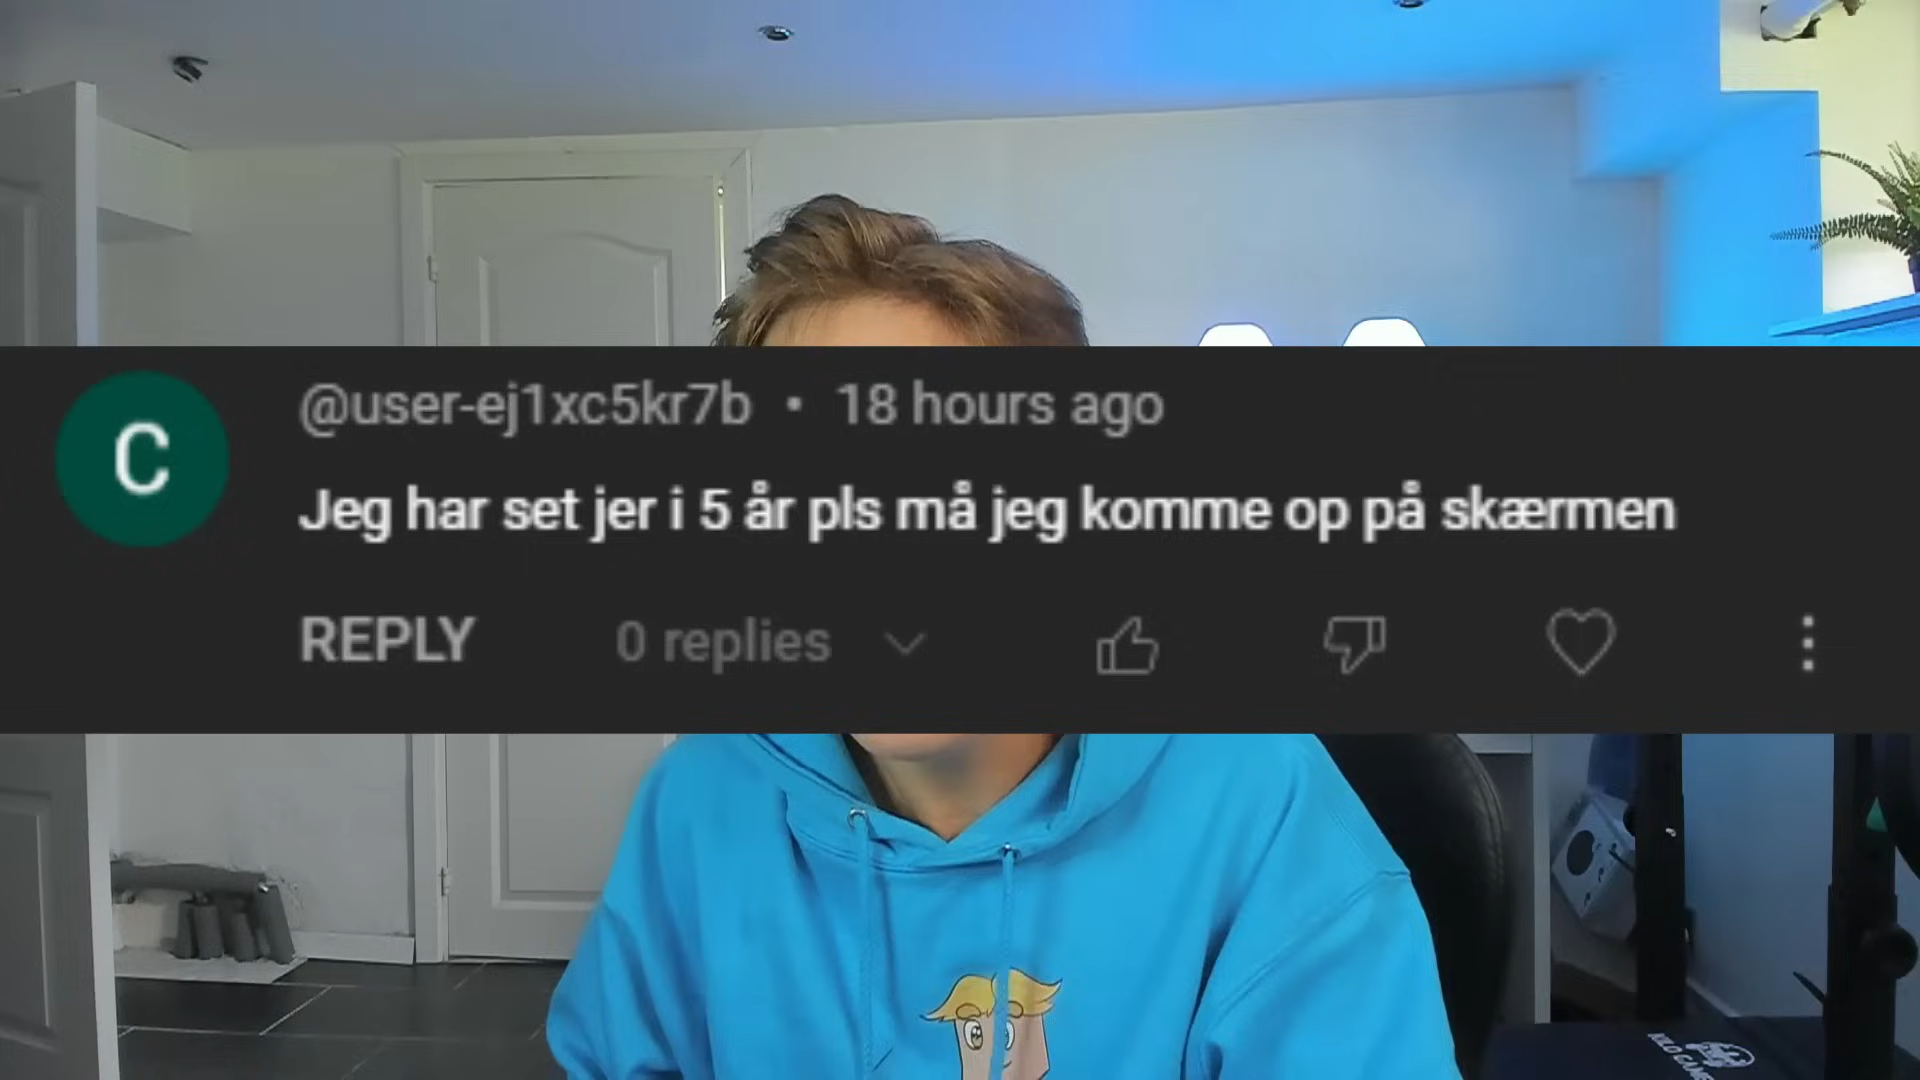 C
@user-ej1xc5kr7b • 18 hours ago
Jeg har set jer i 5 år pls må jeg komme op på skærmen
REPLY 0 replies